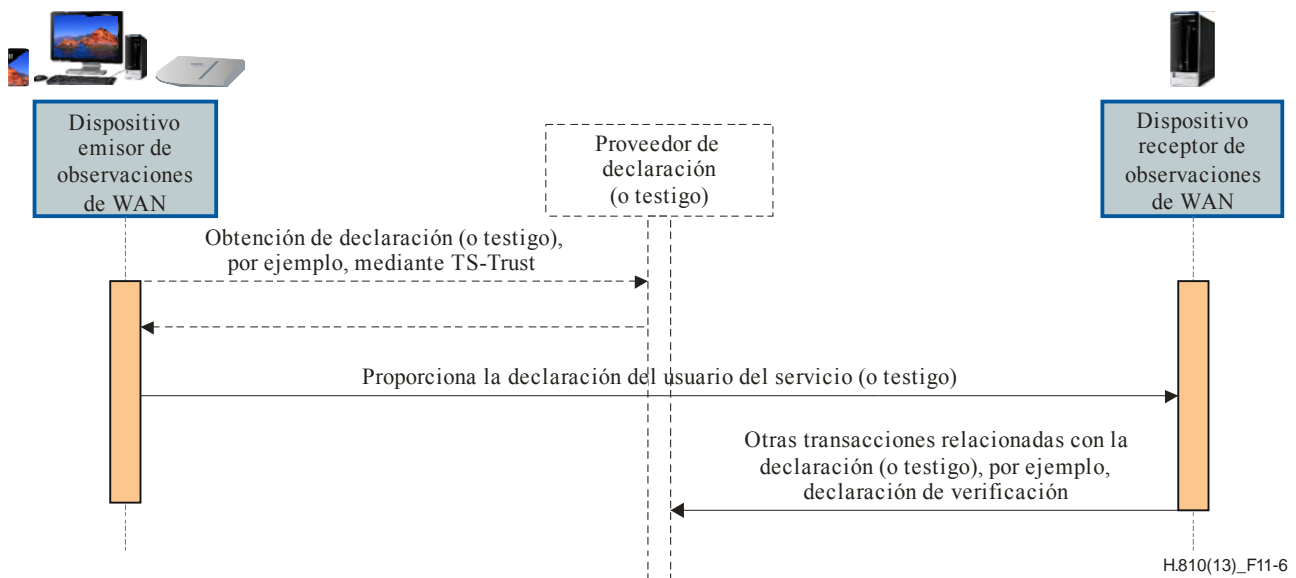 Dispositivo
emisor de
observaciones
de WAN
Proveedor de
declaración
(o testigo)
Dispositivo
receptor de
observaciones
de WAN
Obtención de declaración (o testigo),
por ejemplo, mediante TS-Trust
Proporciona la declaración del usuario del servicio (o testigo)
Otras transacciones relacionadas con la
declaración (o testigo), por ejemplo,
declaración de verificación
H.810(13)_F11-6